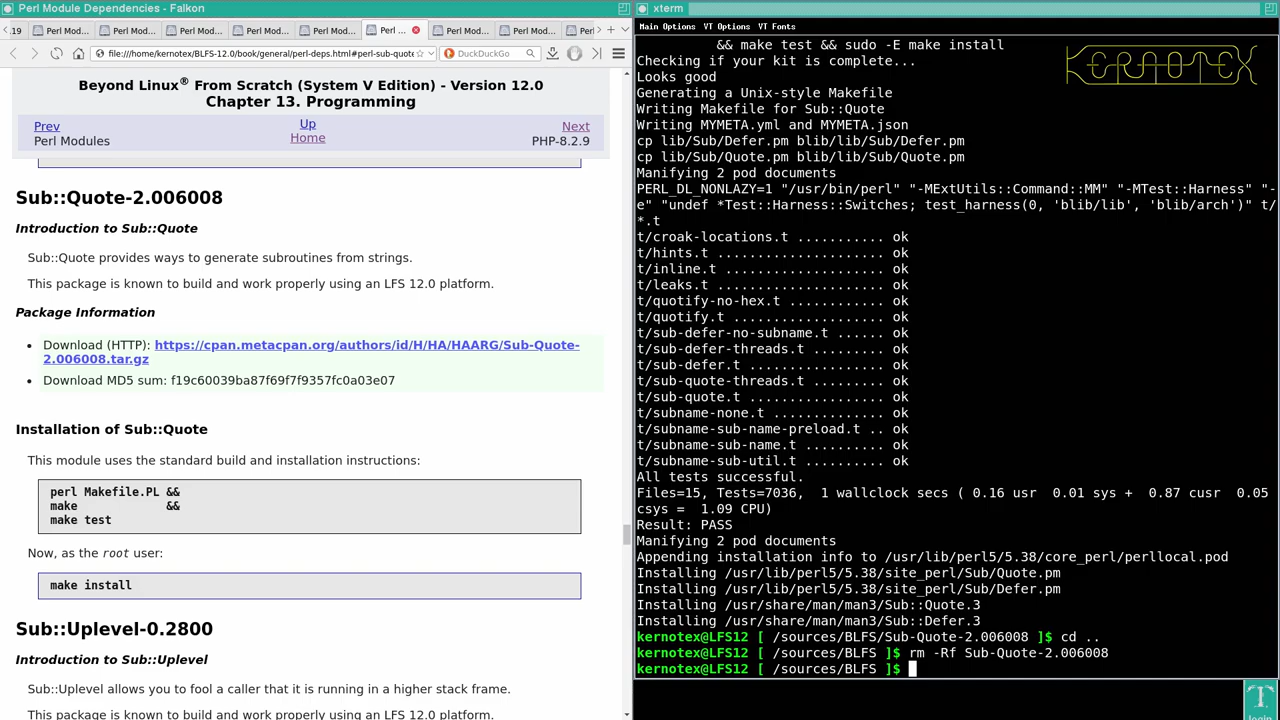 Perl Module Dependencies - Falkon
19 Perl Mod... Perl Mod... Perl Mod... Perl Mod... Perl Mod... Perl ... Perl Mod... Perl Mod... Perl
file:///home/kernotex/BLFS-12.0/book/general/perl-deps.html#perl-sub-quot DuckDuckGo
Beyond Linux® From Scratch (System V Edition) - Version 12.0
Chapter 13. Programming
Prev Up Next
Perl Modules Home PHP-8.2.9
Sub::Quote-2.006008
Introduction to Sub::Quote
Sub::Quote provides ways to generate subroutines from strings.
This package is known to build and work properly using an LFS 12.0 platform.
Package Information
• Download (HTTP): https://cpan.metacpan.org/authors/id/H/HA/HAARG/Sub-Quote-
2.006008.tar.gz
• Download MD5 sum: f19c60039ba87f69f7f9357fc0a03e07
Installation of Sub::Quote
This module uses the standard build and installation instructions:
perl Makefile.PL &&
make &&
make test
Now, as the root user:
make install
Sub::Uplevel-0.2800
Introduction to Sub::Uplevel
Sub::Uplevel allows you to fool a caller that it is running in a higher stack frame.
This package is known to build and work properly using an LFS 12.0 platform.
xterm
Main Options VT Options VT Fonts
KERNOTEX
&& make test && sudo -E make install
Checking if your kit is complete...
Looks good
Generating a Unix-style Makefile
Writing Makefile for Sub::Quote
Writing MYMETA.yml and MYMETA.json
cp lib/Sub/Defer.pm blib/lib/Sub/Defer.pm
cp lib/Sub/Quote.pm blib/lib/Sub/Quote.pm
Manifying 2 pod documents
PERL_DL_NONLAZY=1 "/usr/bin/perl" "-MExtUtils::Command::MM" "-MTest::Harness" "-
e" "undef *Test::Harness::Switches; test_harness(0, 'blib/lib', 'blib/arch')" t/
*.t
t/croak-locations.t ........... ok
t/hints.t ..................... ok
t/inline.t .................... ok
t/leaks.t ..................... ok
t/quotify-no-hex.t ............ ok
t/quotify.t ................... ok
t/sub-defer-no-subname.t ...... ok
t/sub-defer-threads.t ......... ok
t/sub-defer.t ................. ok
t/sub-quote-threads.t ......... ok
t/sub-quote.t ................. ok
t/subname-none.t .............. ok
t/subname-sub-name-preload.t .. ok
t/subname-sub-name.t .......... ok
t/subname-sub-util.t .......... ok
All tests successful.
Files=15, Tests=7036,  1 wallclock secs ( 0.16 usr  0.01 sys +  0.87 cusr  0.05
csys =  1.09 CPU)
Result: PASS
Manifying 2 pod documents
Appending installation info to /usr/lib/perl5/5.38/core_perl/perllocal.pod
Installing /usr/lib/perl5/5.38/site_perl/Sub/Quote.pm
Installing /usr/lib/perl5/5.38/site_perl/Sub/Defer.pm
Installing /usr/share/man/man3/Sub::Quote.3
Installing /usr/share/man/man3/Sub::Defer.3
kernotex@LFS12 [ /sources/BLFS/Sub-Quote-2.006008 ]$ cd ..
kernotex@LFS12 [ /sources/BLFS ]$ rm -Rf Sub-Quote-2.006008
kernotex@LFS12 [ /sources/BLFS ]$
login